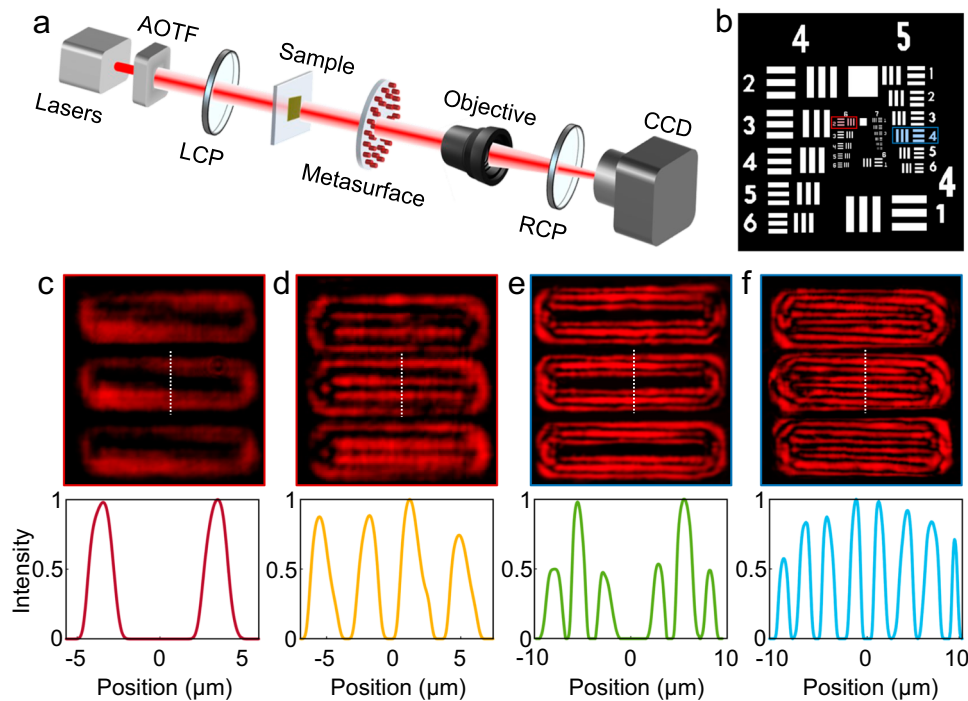 a
AOTF
Lasers
LCP
Sample
Metasurface
Objective
RCP
CCD
b
4 5
2
3
4
5
6
1
2
3
4
5
6
4
1
c
d
e
f
Intensity
1
0.5
0
-5 0 5
Position (μm)
1
0.5
0
-5 0 5
Position (μm)
1
0.5
0
-10 0 10
Position (μm)
1
0.5
0
-10 0 10
Position (μm)